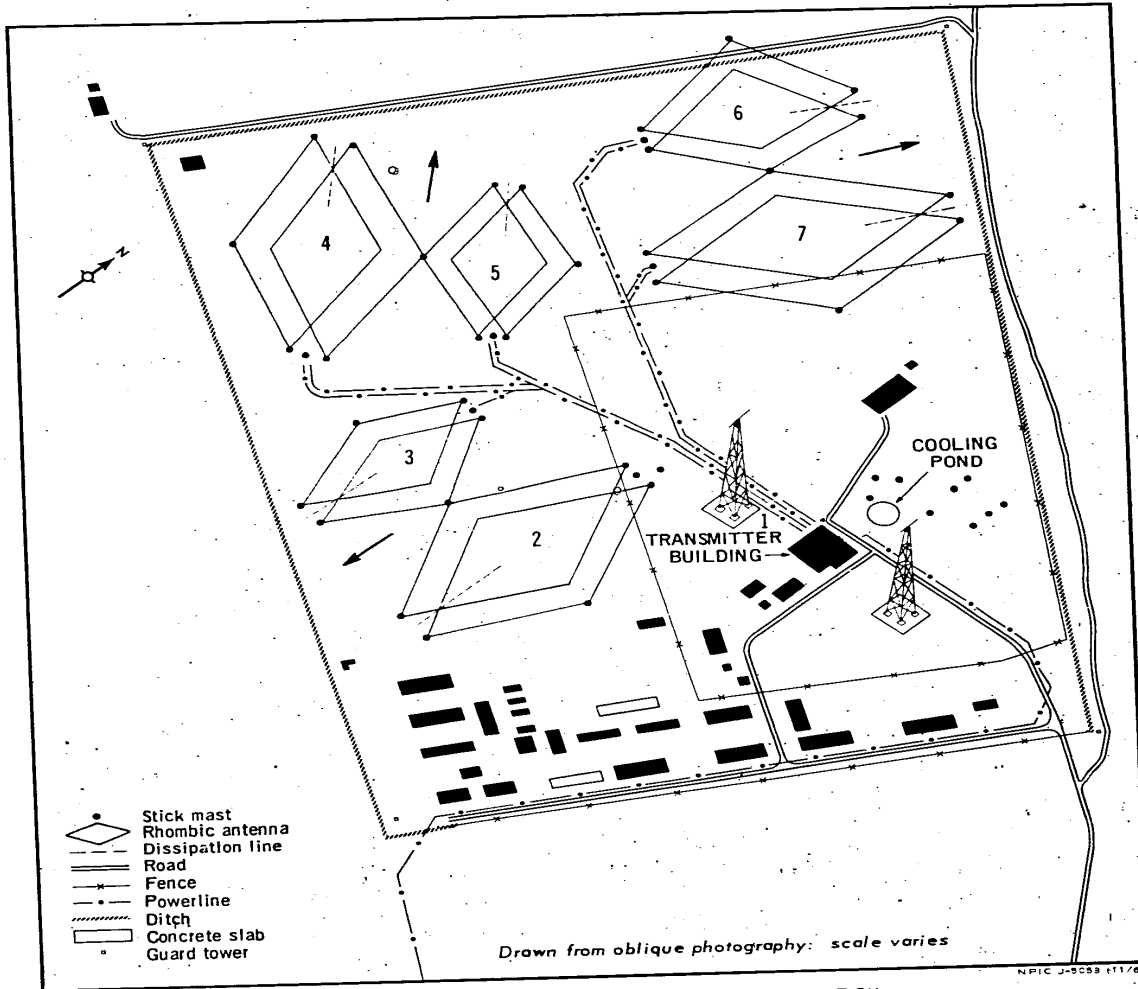 6
7
4
5
N
3
2
1
COOLING
POND
TRANSMITTER
BUILDING
Stick mast
Rhombic antenna
Dissipation line
Road
Fence
Powerline
Ditch
Concrete slab
Guard tower
Drawn from oblique photography: scale varies
NPIC